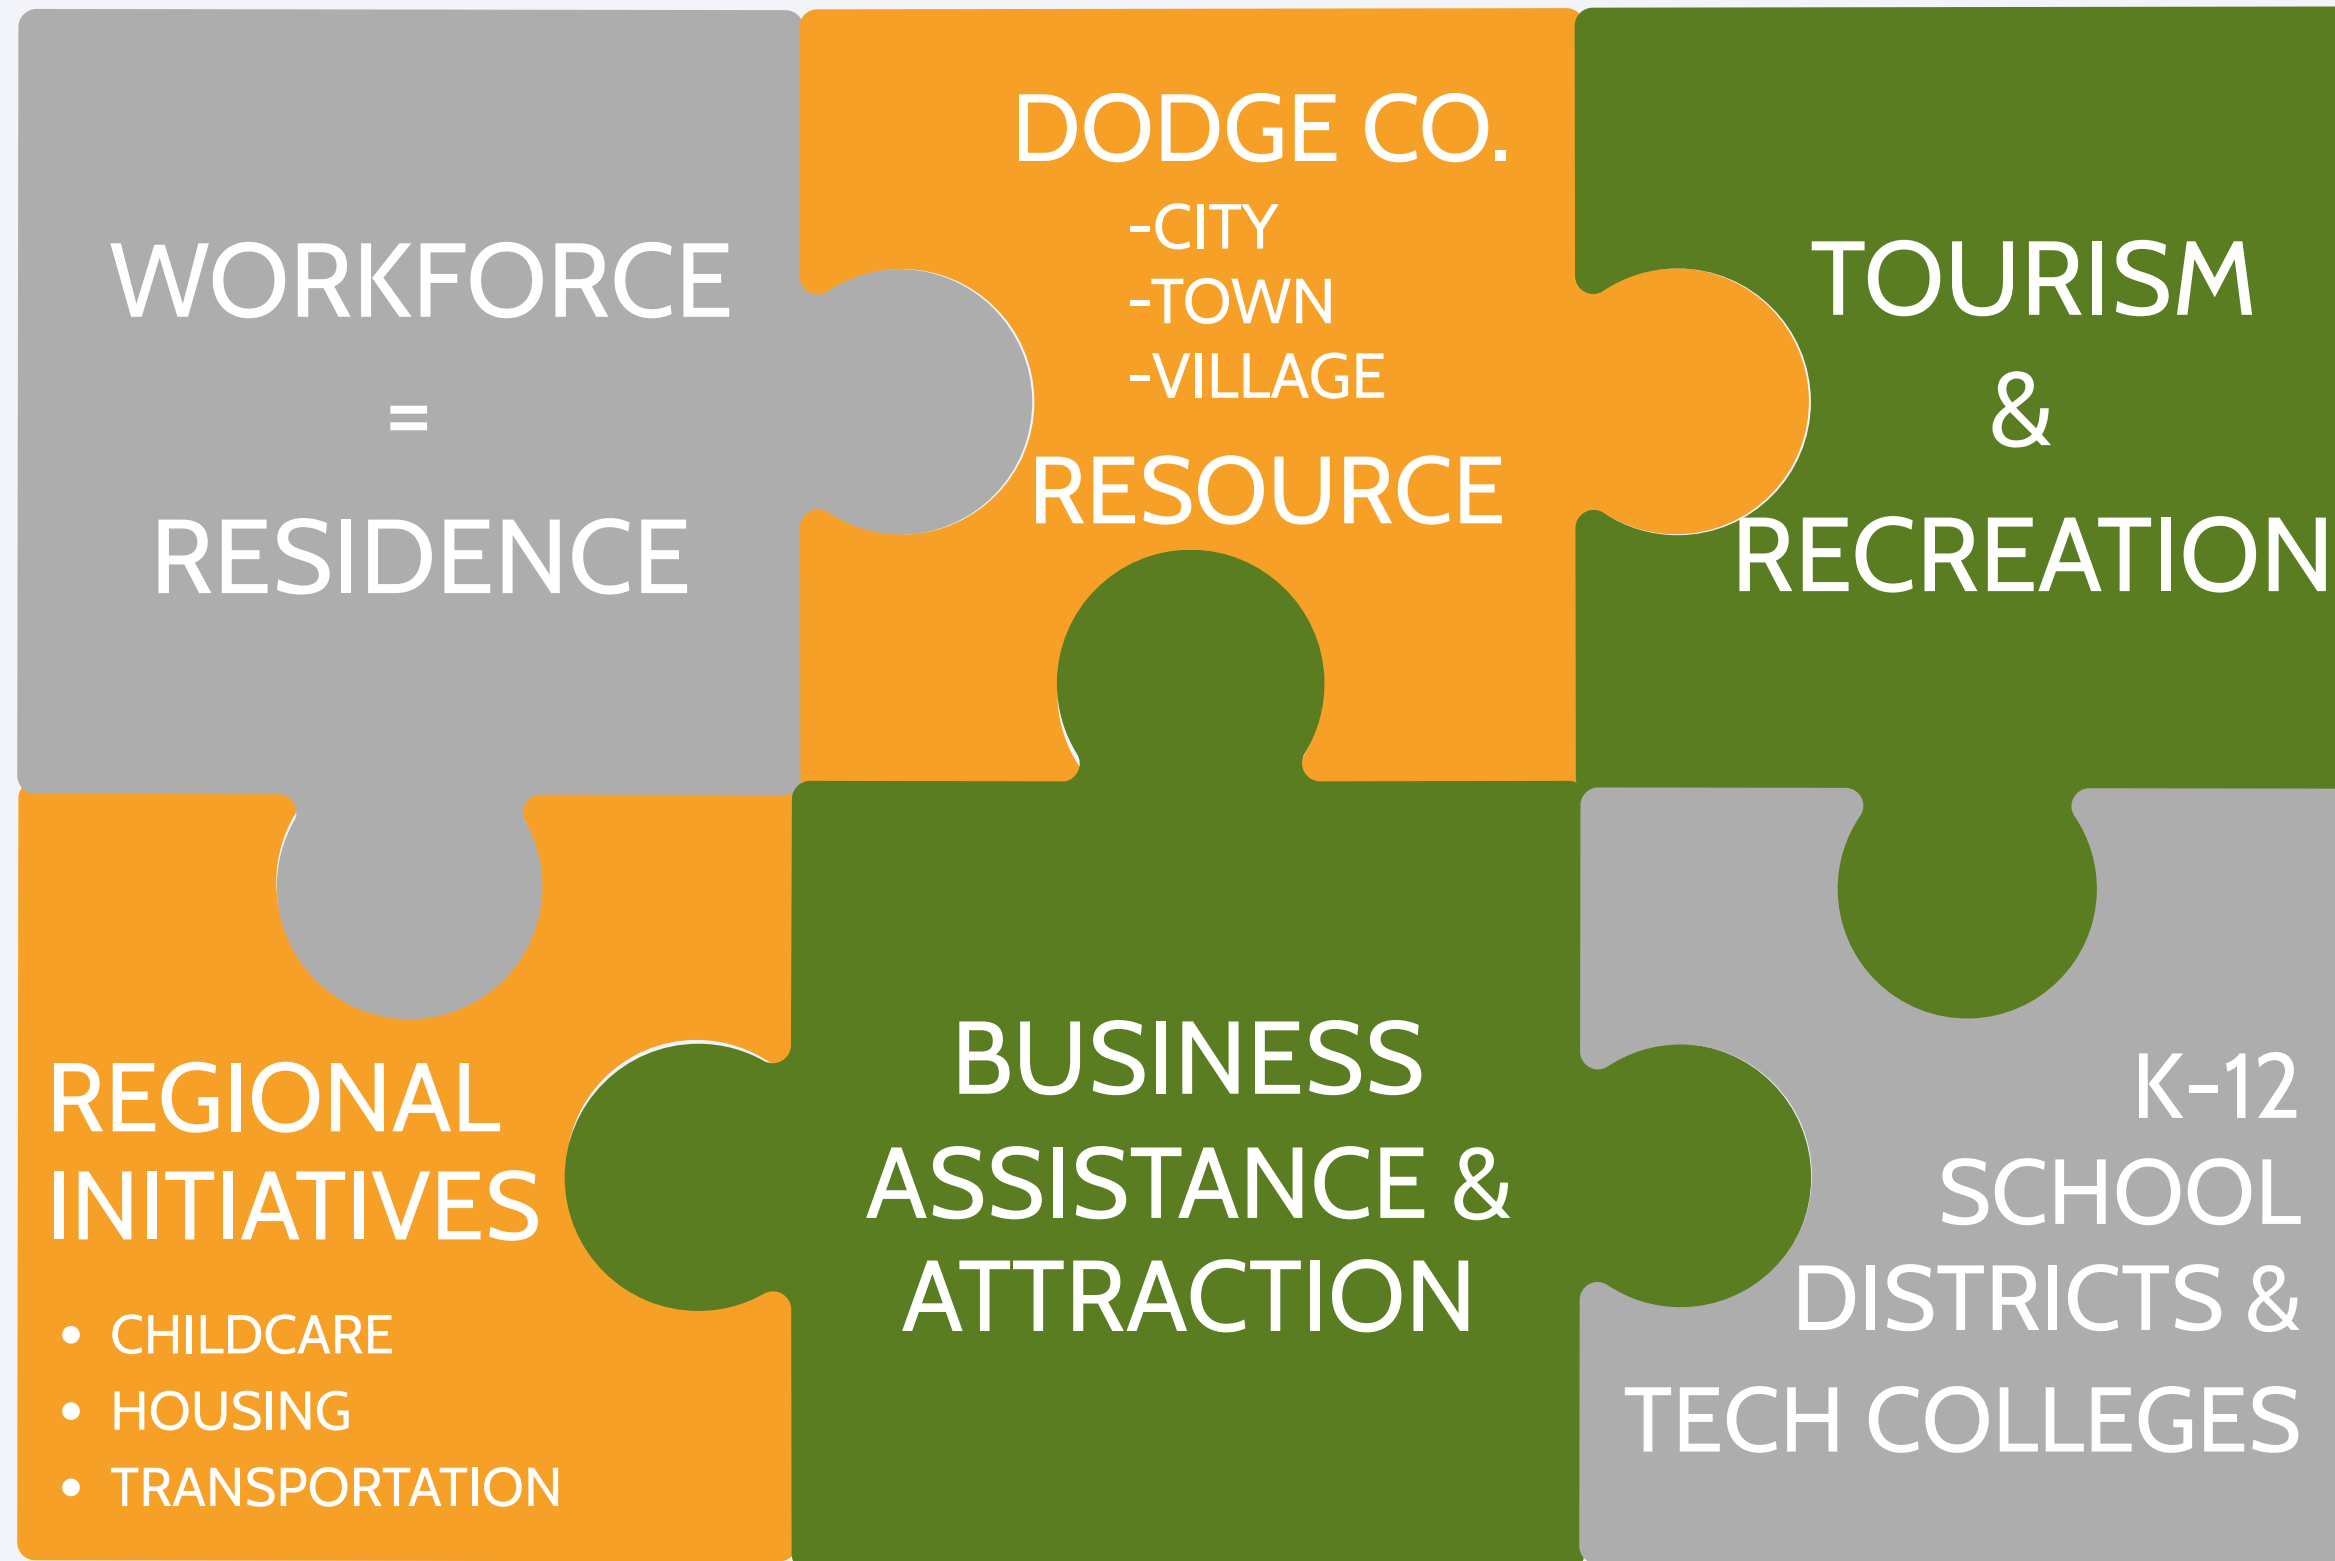 WORKFORCE
=
RESIDENCE
DODGE CO.
-CITY
-TOWN
-VILLAGE
RESOURCE
TOURISM
&
RECREATION
REGIONAL
INITIATIVES
• CHILDCARE
• HOUSING
• TRANSPORTATION
BUSINESS
ASSISTANCE &
ATTRACTION
K-12
SCHOOL
DISTRICTS &
TECH COLLEGES